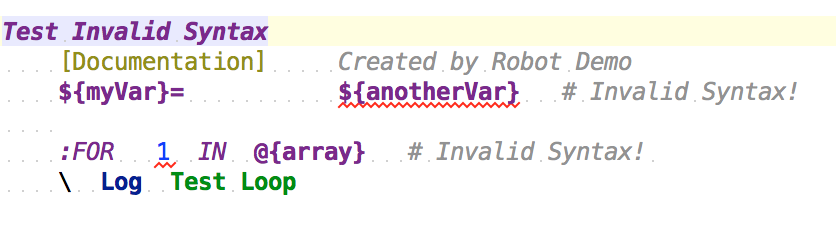 Test Invalid Syntax
[Documentation] Created by Robot Demo
${myVar}= ${anotherVar} # Invalid Syntax!
:FOR 1 IN @{array} # Invalid Syntax!
\ Log Test Loop